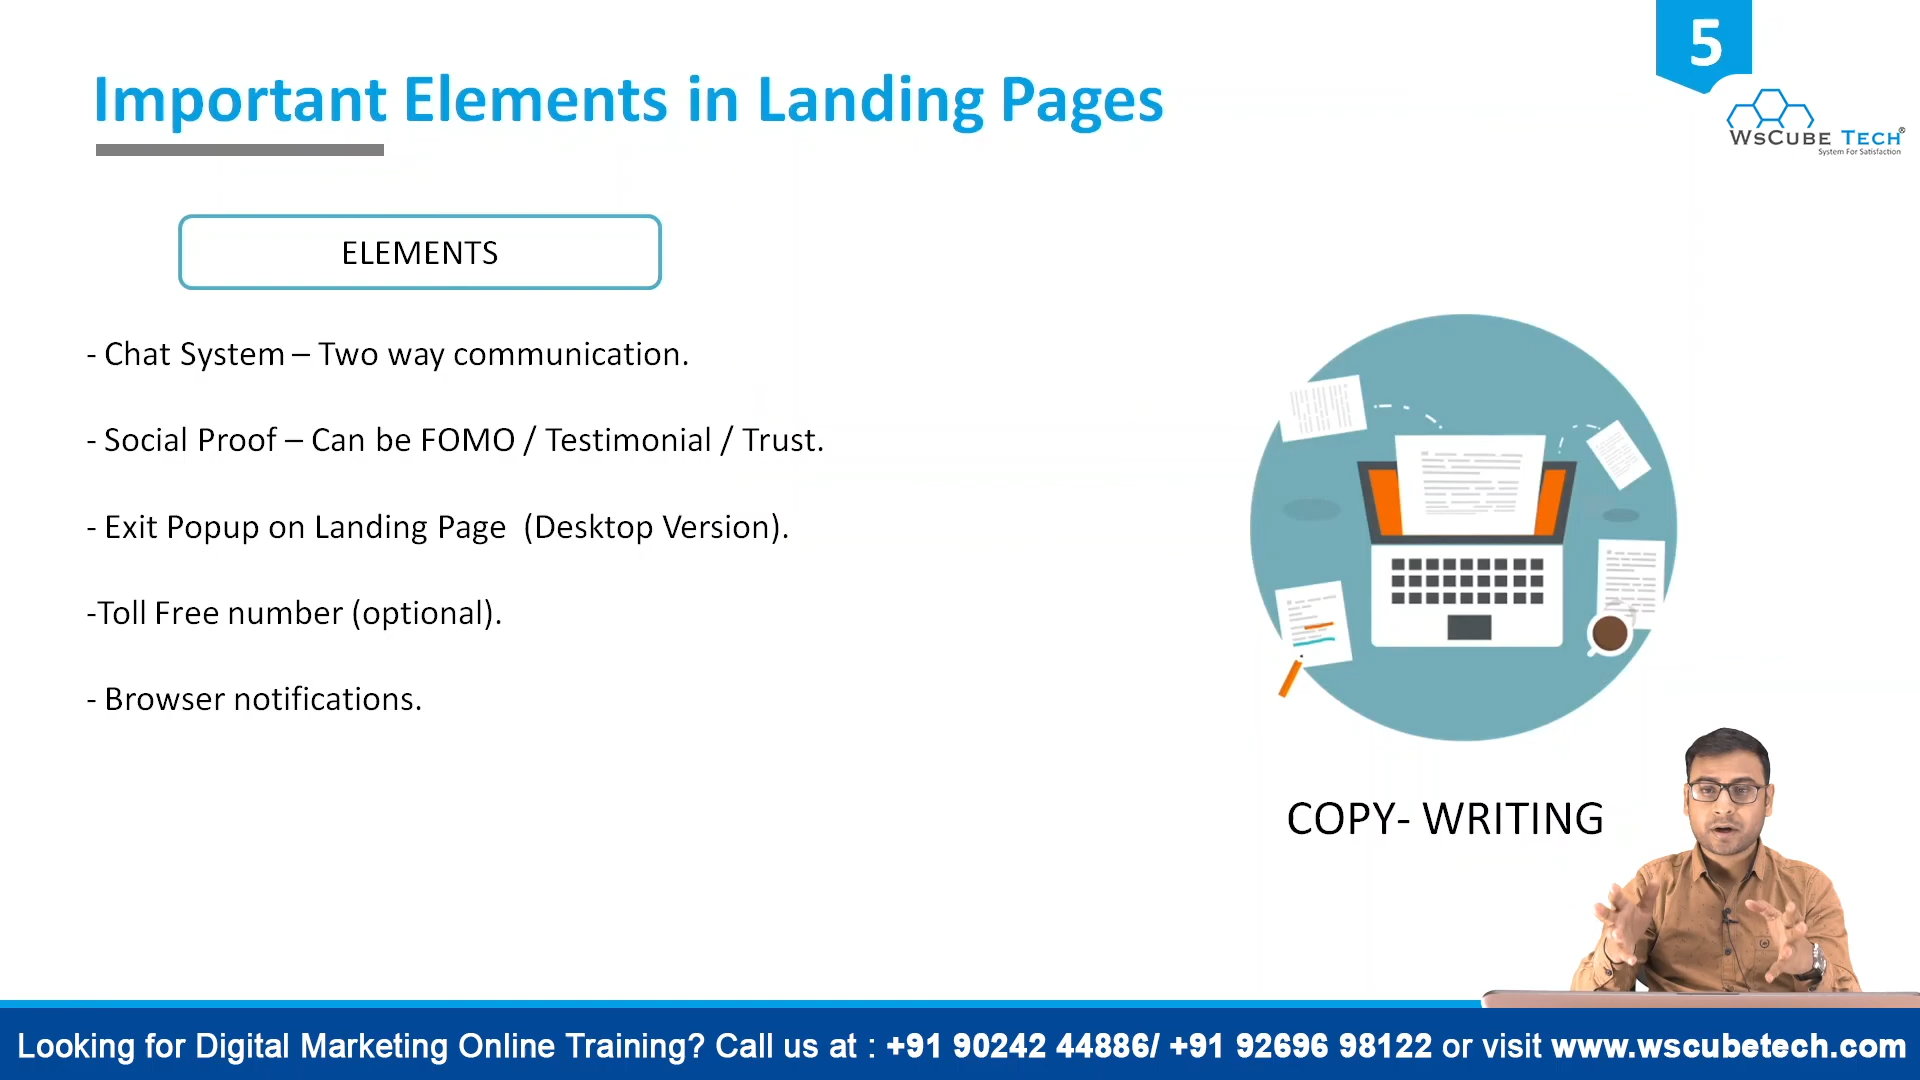 5
Important Elements in Landing Pages
WSCUBE TECH®
System For Satisfaction
ELEMENTS
- Chat System – Two way communication.
- Social Proof – Can be FOMO / Testimonial / Trust.
- Exit Popup on Landing Page (Desktop Version).
-Toll Free number (optional).
- Browser notifications.
COPY- WRITING
Looking for Digital Marketing Online Training? Call us at : +91 90242 44886/ +91 92696 98122 or visit www.wscubetech.com